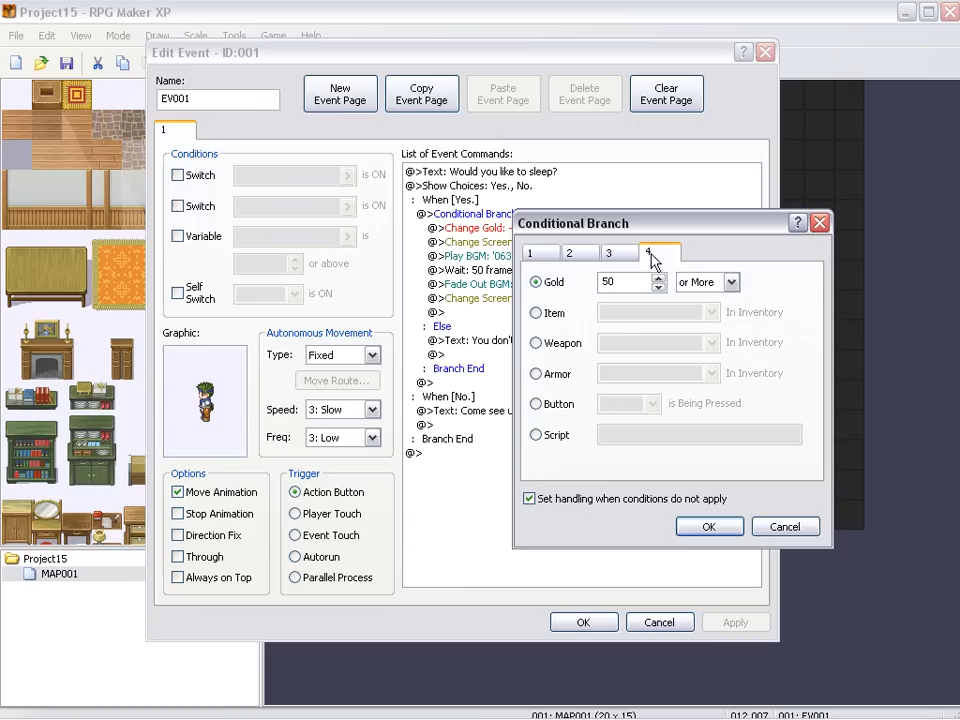 Project15 - RPG Maker XP
File Edit View Mode Draw Scale Tools Game Help
Edit Event - ID:001
Name:
EV001
New Event Page
Copy Event Page
Paste Event Page
Delete Event Page
Clear Event Page
1
Conditions
Switch is ON
Switch is ON
Variable is
or above
Self Switch is ON
Graphic:
Autonomous Movement
Type: Fixed
Move Route...
Speed: 3: Slow
Freq: 3: Low
Options
Move Animation
Stop Animation
Direction Fix
Through
Always on Top
Trigger
Action Button
Player Touch
Event Touch
Autorun
Parallel Process
List of Event Commands:
@>Text: Would you like to sleep?
@>Show Choices: Yes., No.
: When [Yes.]
@>Conditional Branch
@>Change Gold: -
@>Change Screen
@>Play BGM: '063
@>Wait: 50 frame
@>Fade Out BGM:
@>Change Screen
@>
: Else
@>Text: You don't
@>
: Branch End
@>
: When [No.]
@>Text: Come see u
@>
: Branch End
@>
Conditional Branch
1 2 3 4
Gold 50 or More
Item In Inventory
Weapon In Inventory
Armor In Inventory
Button is Being Pressed
Script
Set handling when conditions do not apply
OK Cancel
OK Cancel Apply
Project15
MAP001
001: MAP001 (20 x 15) 012,007 001: EV001